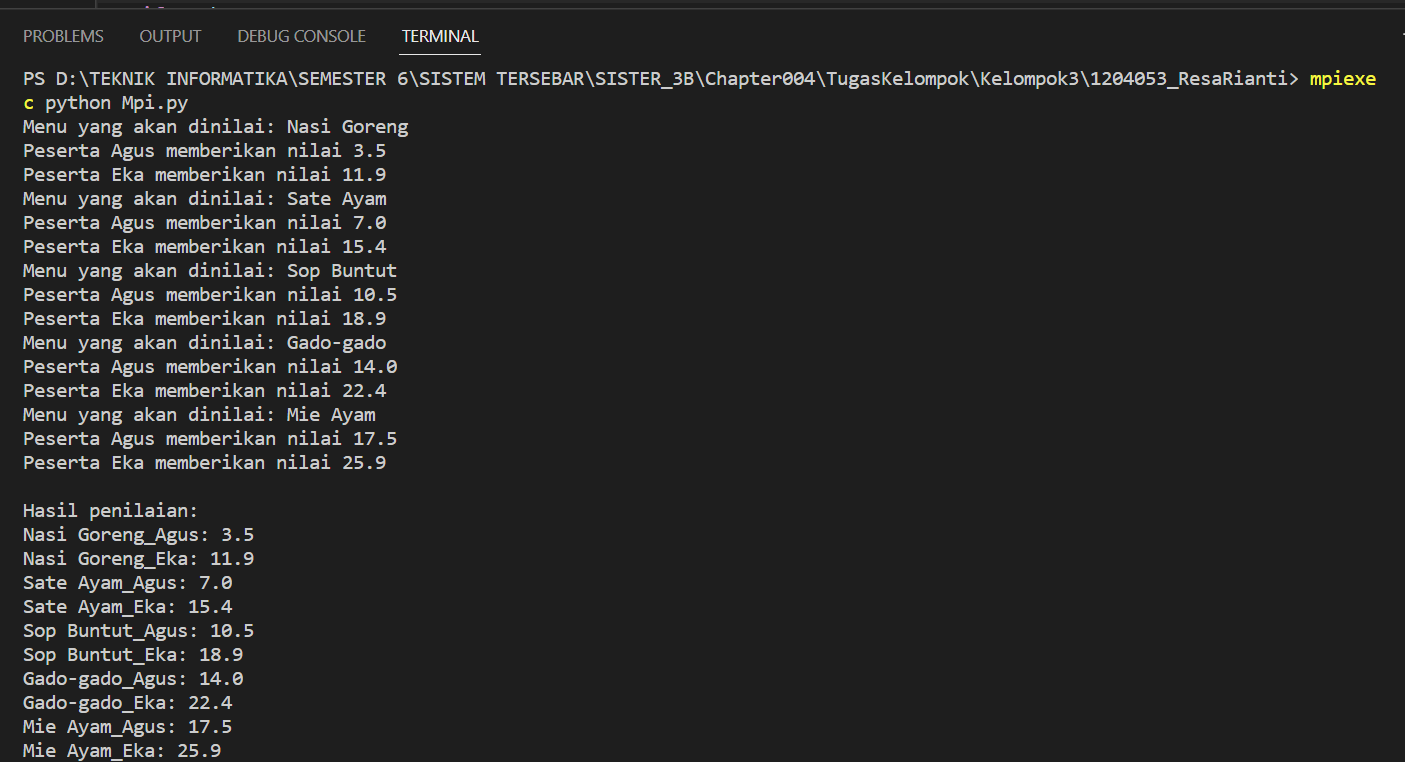 PROBLEMS OUTPUT DEBUG CONSOLE TERMINAL
PS D:\TEKNIK INFORMATIKA\SEMESTER 6\SISTEM TERSEBAR\SISTER_3B\Chapter004\TugasKelompok\Kelompok3\1204053_ResaRianti> mpiexe
c python Mpi.py
Menu yang akan dinilai: Nasi Goreng
Peserta Agus memberikan nilai 3.5
Peserta Eka memberikan nilai 11.9
Menu yang akan dinilai: Sate Ayam
Peserta Agus memberikan nilai 7.0
Peserta Eka memberikan nilai 15.4
Menu yang akan dinilai: Sop Buntut
Peserta Agus memberikan nilai 10.5
Peserta Eka memberikan nilai 18.9
Menu yang akan dinilai: Gado-gado
Peserta Agus memberikan nilai 14.0
Peserta Eka memberikan nilai 22.4
Menu yang akan dinilai: Mie Ayam
Peserta Agus memberikan nilai 17.5
Peserta Eka memberikan nilai 25.9
Hasil penilaian:
Nasi Goreng_Agus: 3.5
Nasi Goreng_Eka: 11.9
Sate Ayam_Agus: 7.0
Sate Ayam_Eka: 15.4
Sop Buntut_Agus: 10.5
Sop Buntut_Eka: 18.9
Gado-gado_Agus: 14.0
Gado-gado_Eka: 22.4
Mie Ayam_Agus: 17.5
Mie Ayam_Eka: 25.9